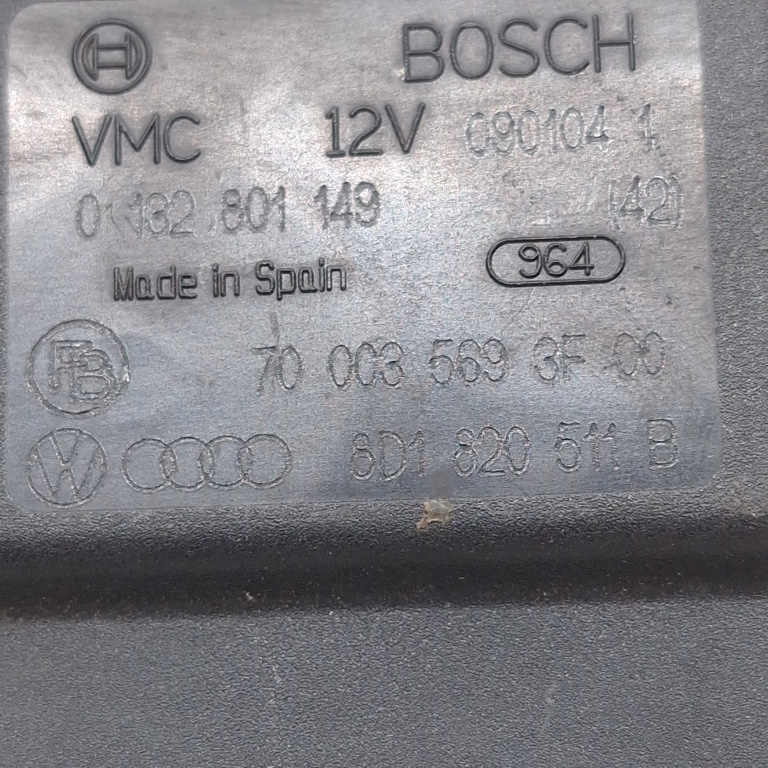 BOSCH
VMC 12V 090104 1
0 132 801 149 (42)
Made in Spain 964
70 003 569 3F 00
8D1 820 511 B